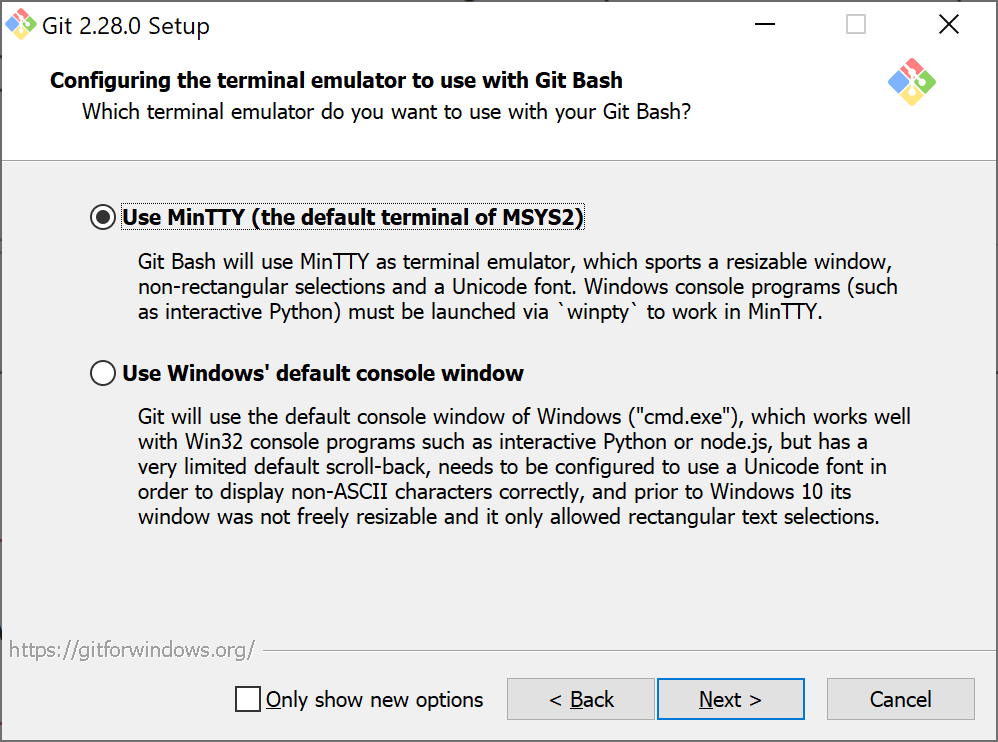 Git 2.28.0 Setup
Configuring the terminal emulator to use with Git Bash
Which terminal emulator do you want to use with your Git Bash?
Use MinTTY (the default terminal of MSYS2)
Git Bash will use MinTTY as terminal emulator, which sports a resizable window,
non-rectangular selections and a Unicode font. Windows console programs (such
as interactive Python) must be launched via `winpty` to work in MinTTY.
Use Windows' default console window
Git will use the default console window of Windows ("cmd.exe"), which works well
with Win32 console programs such as interactive Python or node.js, but has a
very limited default scroll-back, needs to be configured to use a Unicode font in
order to display non-ASCII characters correctly, and prior to Windows 10 its
window was not freely resizable and it only allowed rectangular text selections.
https://gitforwindows.org/
Only show new options
< Back
Next >
Cancel